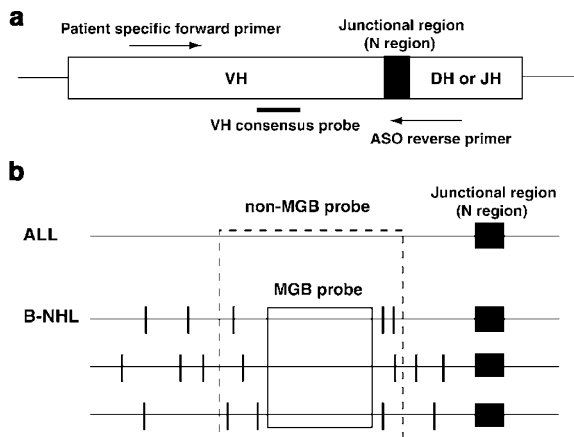 a
Patient specific forward primer
Junctional region
(N region)
VH
DH or JH
VH consensus probe
ASO reverse primer
b
Junctional region
(N region)
non-MGB probe
ALL
MGB probe
B-NHL